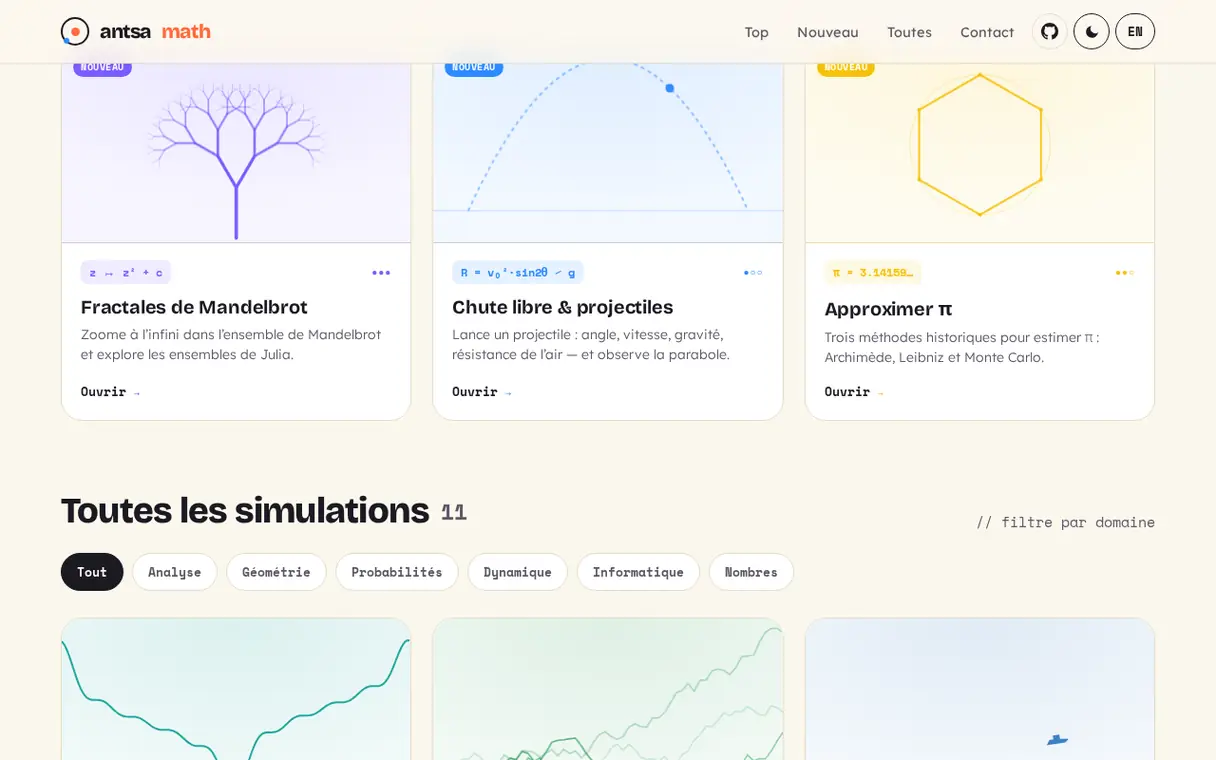 antsa math
Top
Nouveau
Toutes
Contact
EN
NOUVEAU
NOUVEAU
NOUVEAU
z ↦ z² + c
Fractales de Mandelbrot
Zoome à l’infini dans l’ensemble de Mandelbrot
et explore les ensembles de Julia.
Ouvrir →
R = v₀²·sin2θ ⁄ g
Chute libre & projectiles
Lance un projectile : angle, vitesse, gravité,
résistance de l’air — et observe la parabole.
Ouvrir →
π = 3.14159…
Approximer π
Trois méthodes historiques pour estimer π :
Archimède, Leibniz et Monte Carlo.
Ouvrir →
Toutes les simulations 11
// filtre par domaine
Tout
Analyse
Géométrie
Probabilités
Dynamique
Informatique
Nombres